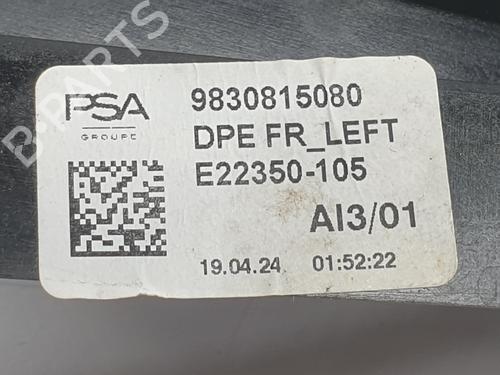 PSA
GROUPE
9830815080
DPE FR_LEFT
E22350-105
AI3/01
19.04.24 01:52:22
B-PARTS